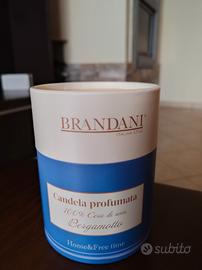 BRANDANI
Candela profumata
100% Cera di soia
Bergamotto
Home&Free time
subito